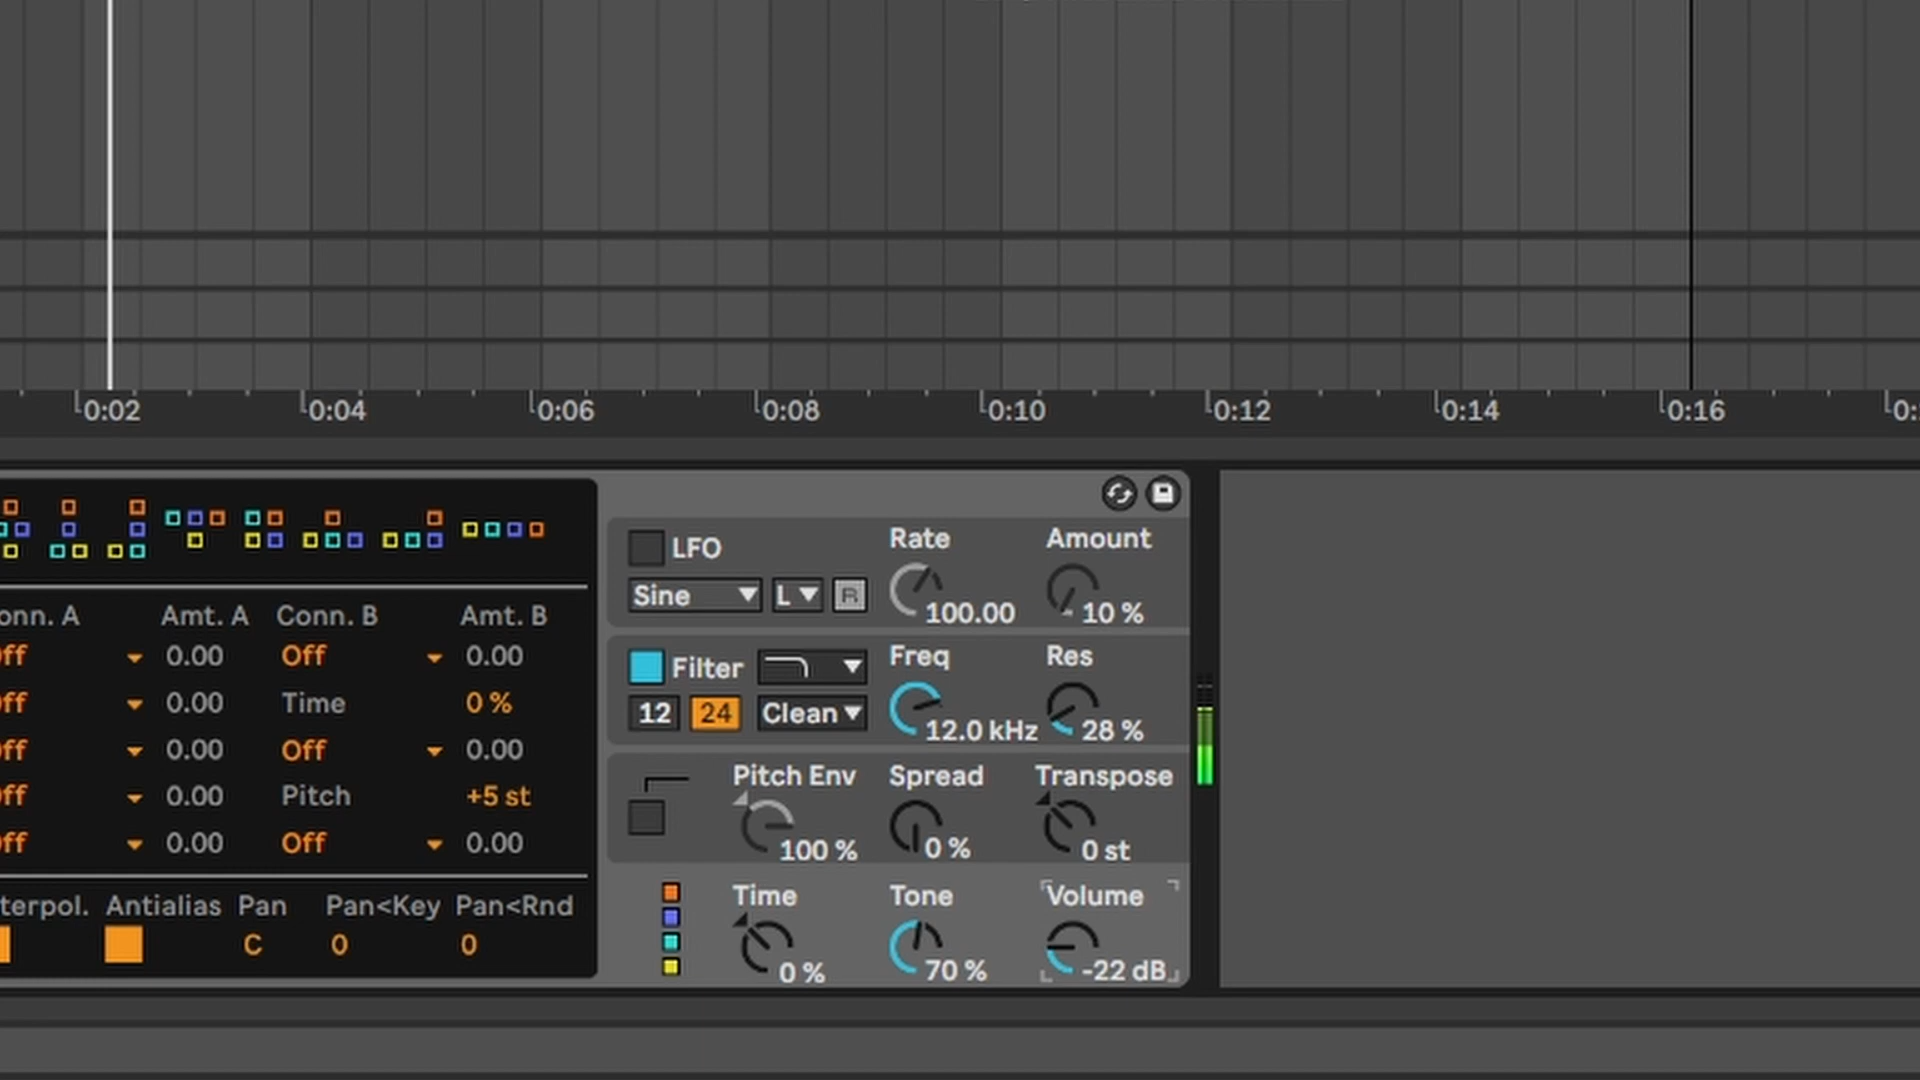 0:02 0:04 0:06 0:08 0:10 0:12 0:14 0:16 0:
LFO Rate Amount
Sine L R 100.00 10 %
Filter Freq Res
12 24 Clean 12.0 kHz 28 %
Pitch Env Spread Transpose
100 % 0 % 0 st
Time Tone Volume
0 % 70 % -22 dB
onn. A Amt. A Conn. B Amt. B
ff 0.00 Off 0.00
ff 0.00 Time 0 %
ff 0.00 Off 0.00
ff 0.00 Pitch +5 st
ff 0.00 Off 0.00
terpol. Antialias Pan Pan<Key Pan<Rnd
C 0 0